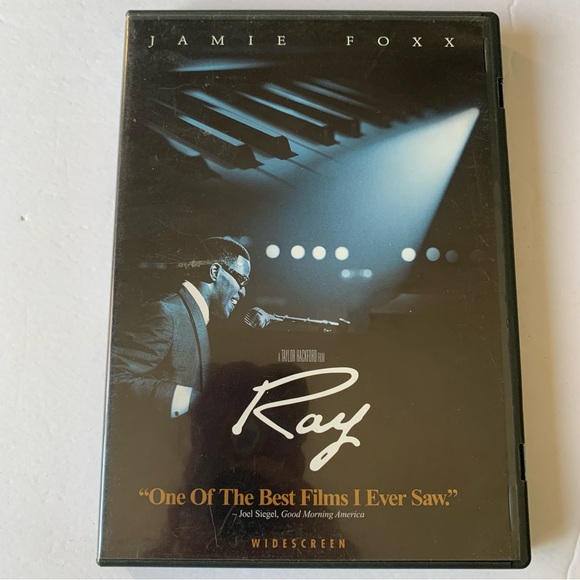 JAMIE FOXX
A TAYLOR HACKFORD FILM
Ray
“One Of The Best Films I Ever Saw.”
– Joel Siegel, Good Morning America
WIDESCREEN